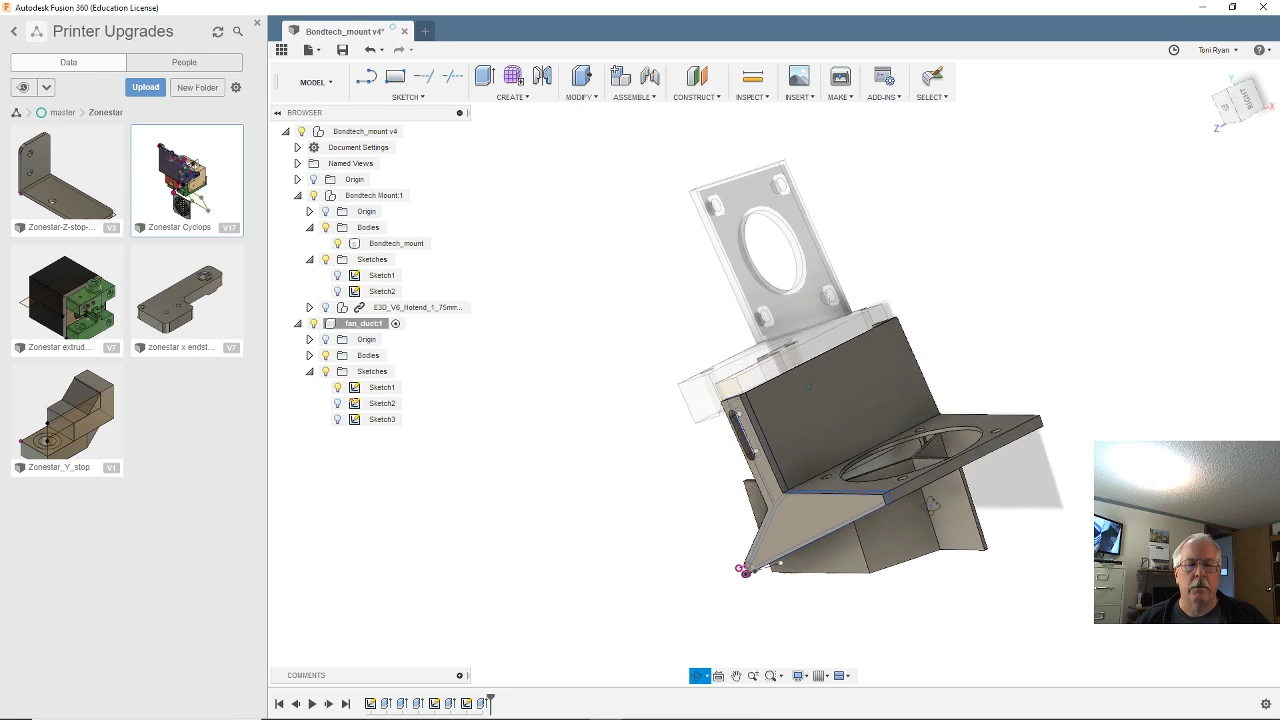 Autodesk Fusion 360 (Education License)
Printer Upgrades
Data
People
Upload
New Folder
master
Zonestar
Zonestar-Z-stop-...
V3
Zonestar Cyclops
V17
Zonestar extrud...
V7
zonestar x endst...
V7
Zonestar_Y_stop
V1
Bondtech_mount v4*
Toni Ryan
MODEL
SKETCH
CREATE
MODIFY
ASSEMBLE
CONSTRUCT
INSPECT
INSERT
MAKE
ADD-INS
SELECT
BROWSER
Bondtech_mount v4
Document Settings
Named Views
Origin
Bondtech Mount:1
Origin
Bodies
Bondtech_mount
Sketches
Sketch1
Sketch2
E3D_V6_Hotend_1_75mm...
fan_duct:1
Origin
Bodies
Sketches
Sketch1
Sketch2
Sketch3
RIGHT
Y
X
Z
COMMENTS